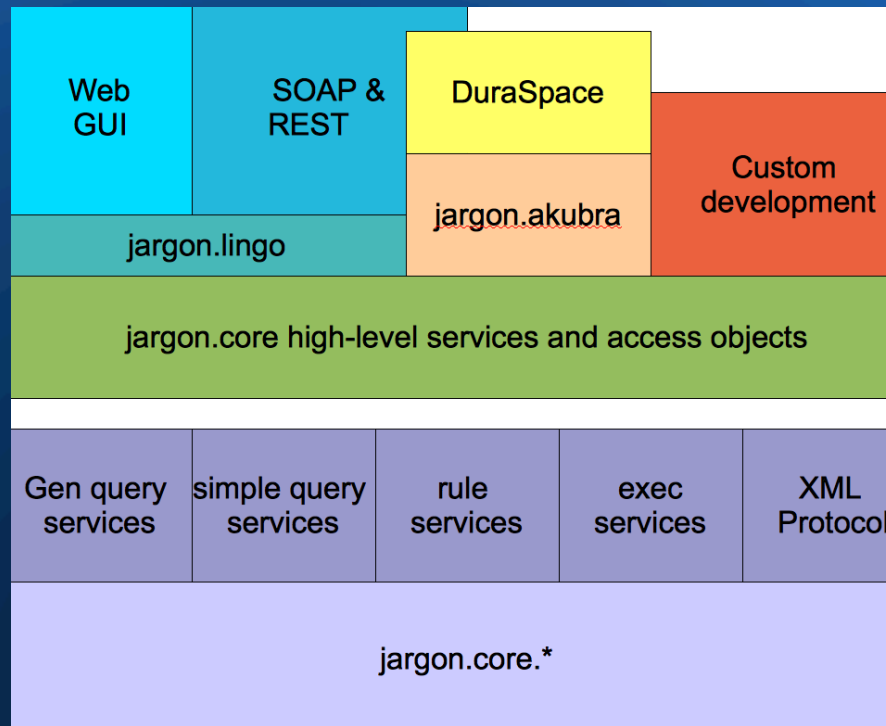 Web
GUI
SOAP &
REST
DuraSpace
Custom
development
jargon.akubra
jargon.lingo
jargon.core high-level services and access objects
Gen query
services
simple query
services
rule
services
exec
services
XML
Protocol
jargon.core.*